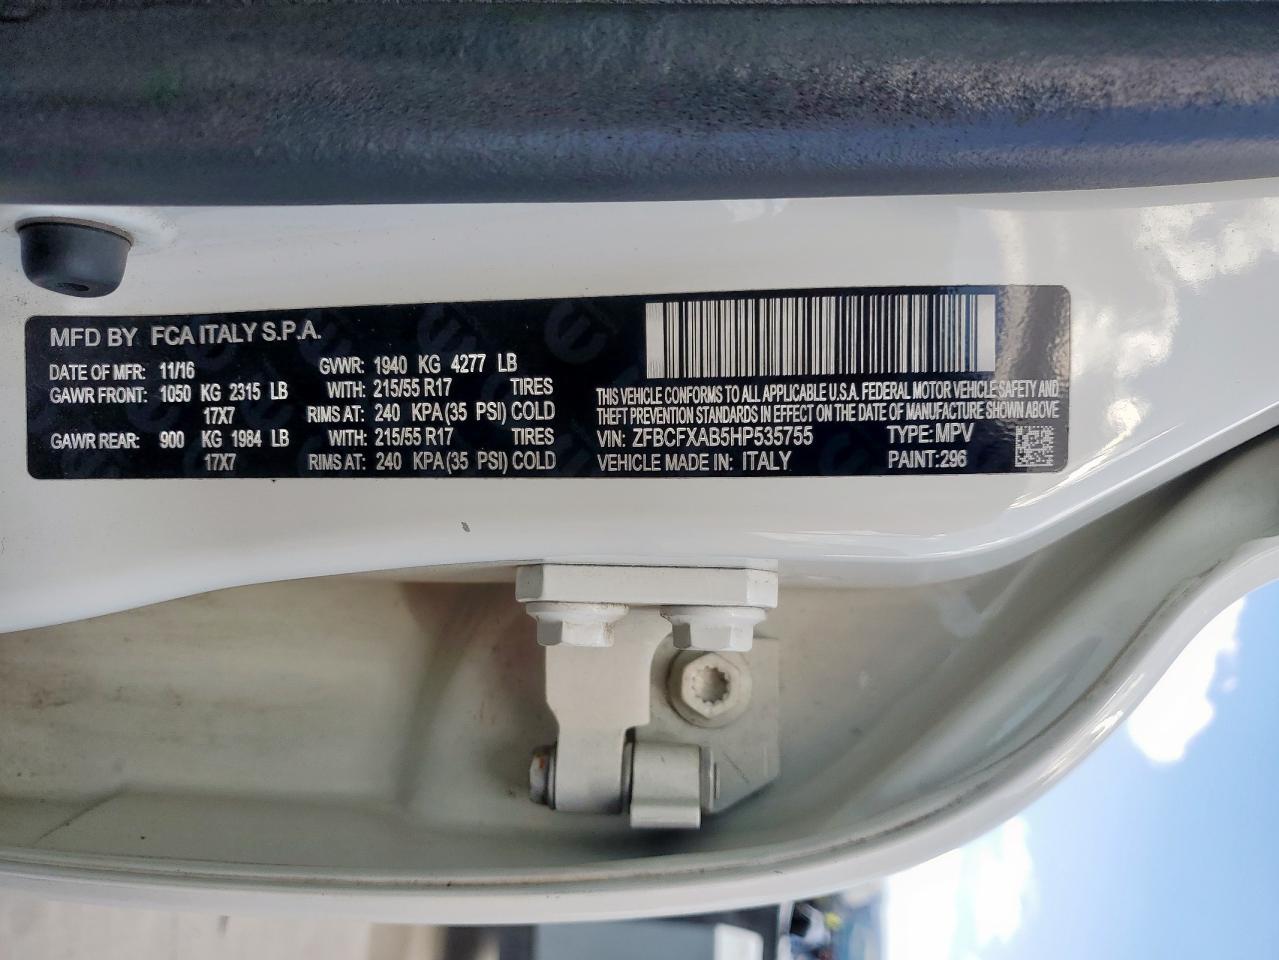 MFD BY FCA ITALY S.P.A.
DATE OF MFR: 11/16 GVWR: 1940 KG 4277 LB
GAWR FRONT: 1050 KG 2315 LB WITH: 215/55 R17 TIRES
17X7 RIMS AT: 240 KPA(35 PSI) COLD
GAWR REAR: 900 KG 1984 LB WITH: 215/55 R17 TIRES
17X7 RIMS AT: 240 KPA(35 PSI) COLD
THIS VEHICLE CONFORMS TO ALL APPLICABLE U.S.A. FEDERAL MOTOR VEHICLE SAFETY AND
THEFT PREVENTION STANDARDS IN EFFECT ON THE DATE OF MANUFACTURE SHOWN ABOVE
VIN: ZFBCFXAB5HP535755 TYPE: MPV
VEHICLE MADE IN: ITALY PAINT:296